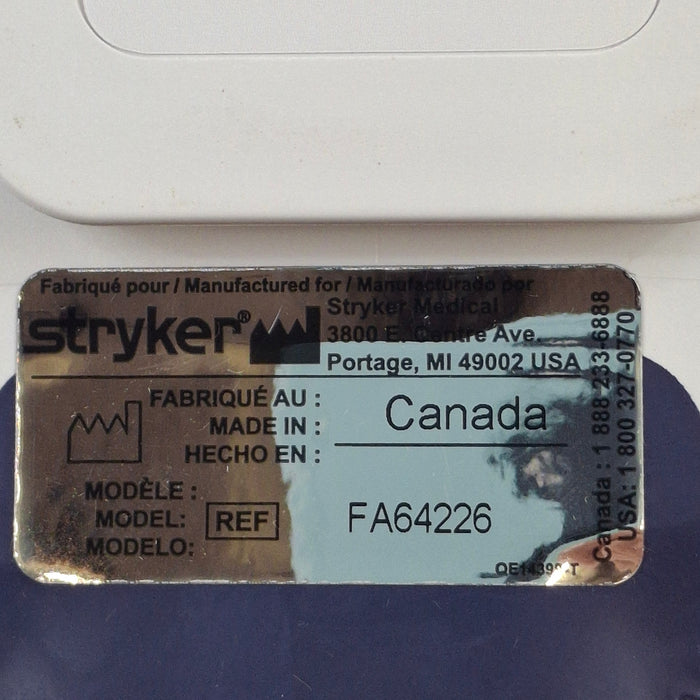 Fabriqué pour / Manufactured for / Manufacturado por
stryker®
Stryker Medical
3800 E. Centre Ave.
Portage, MI 49002 USA
FABRIQUÉ AU :
MADE IN :
HECHO EN :
Canada
MODÈLE :
MODEL:
MODELO:
REF
FA64226
Canada : 1 888 233-6888
USA: 1 800 327-0770